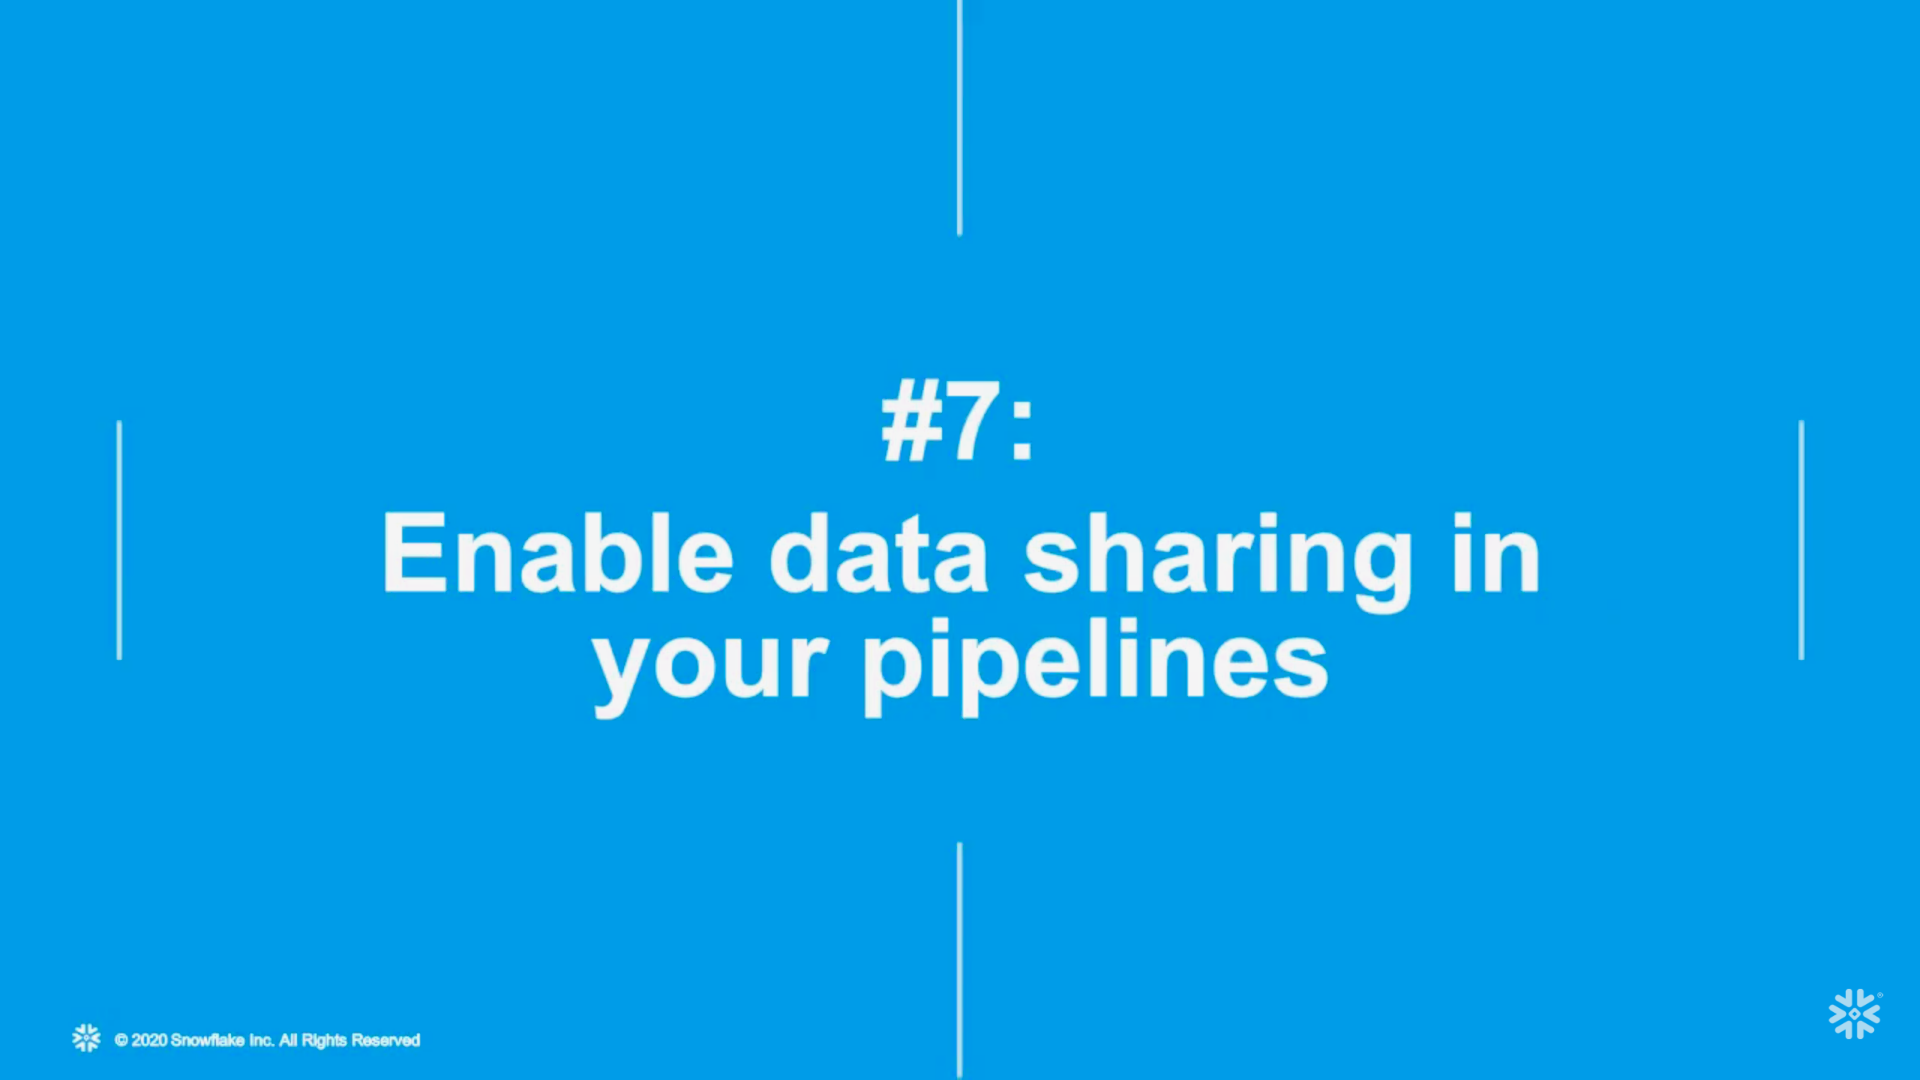 #7:
Enable data sharing in
your pipelines
© 2020 Snowflake Inc. All Rights Reserved